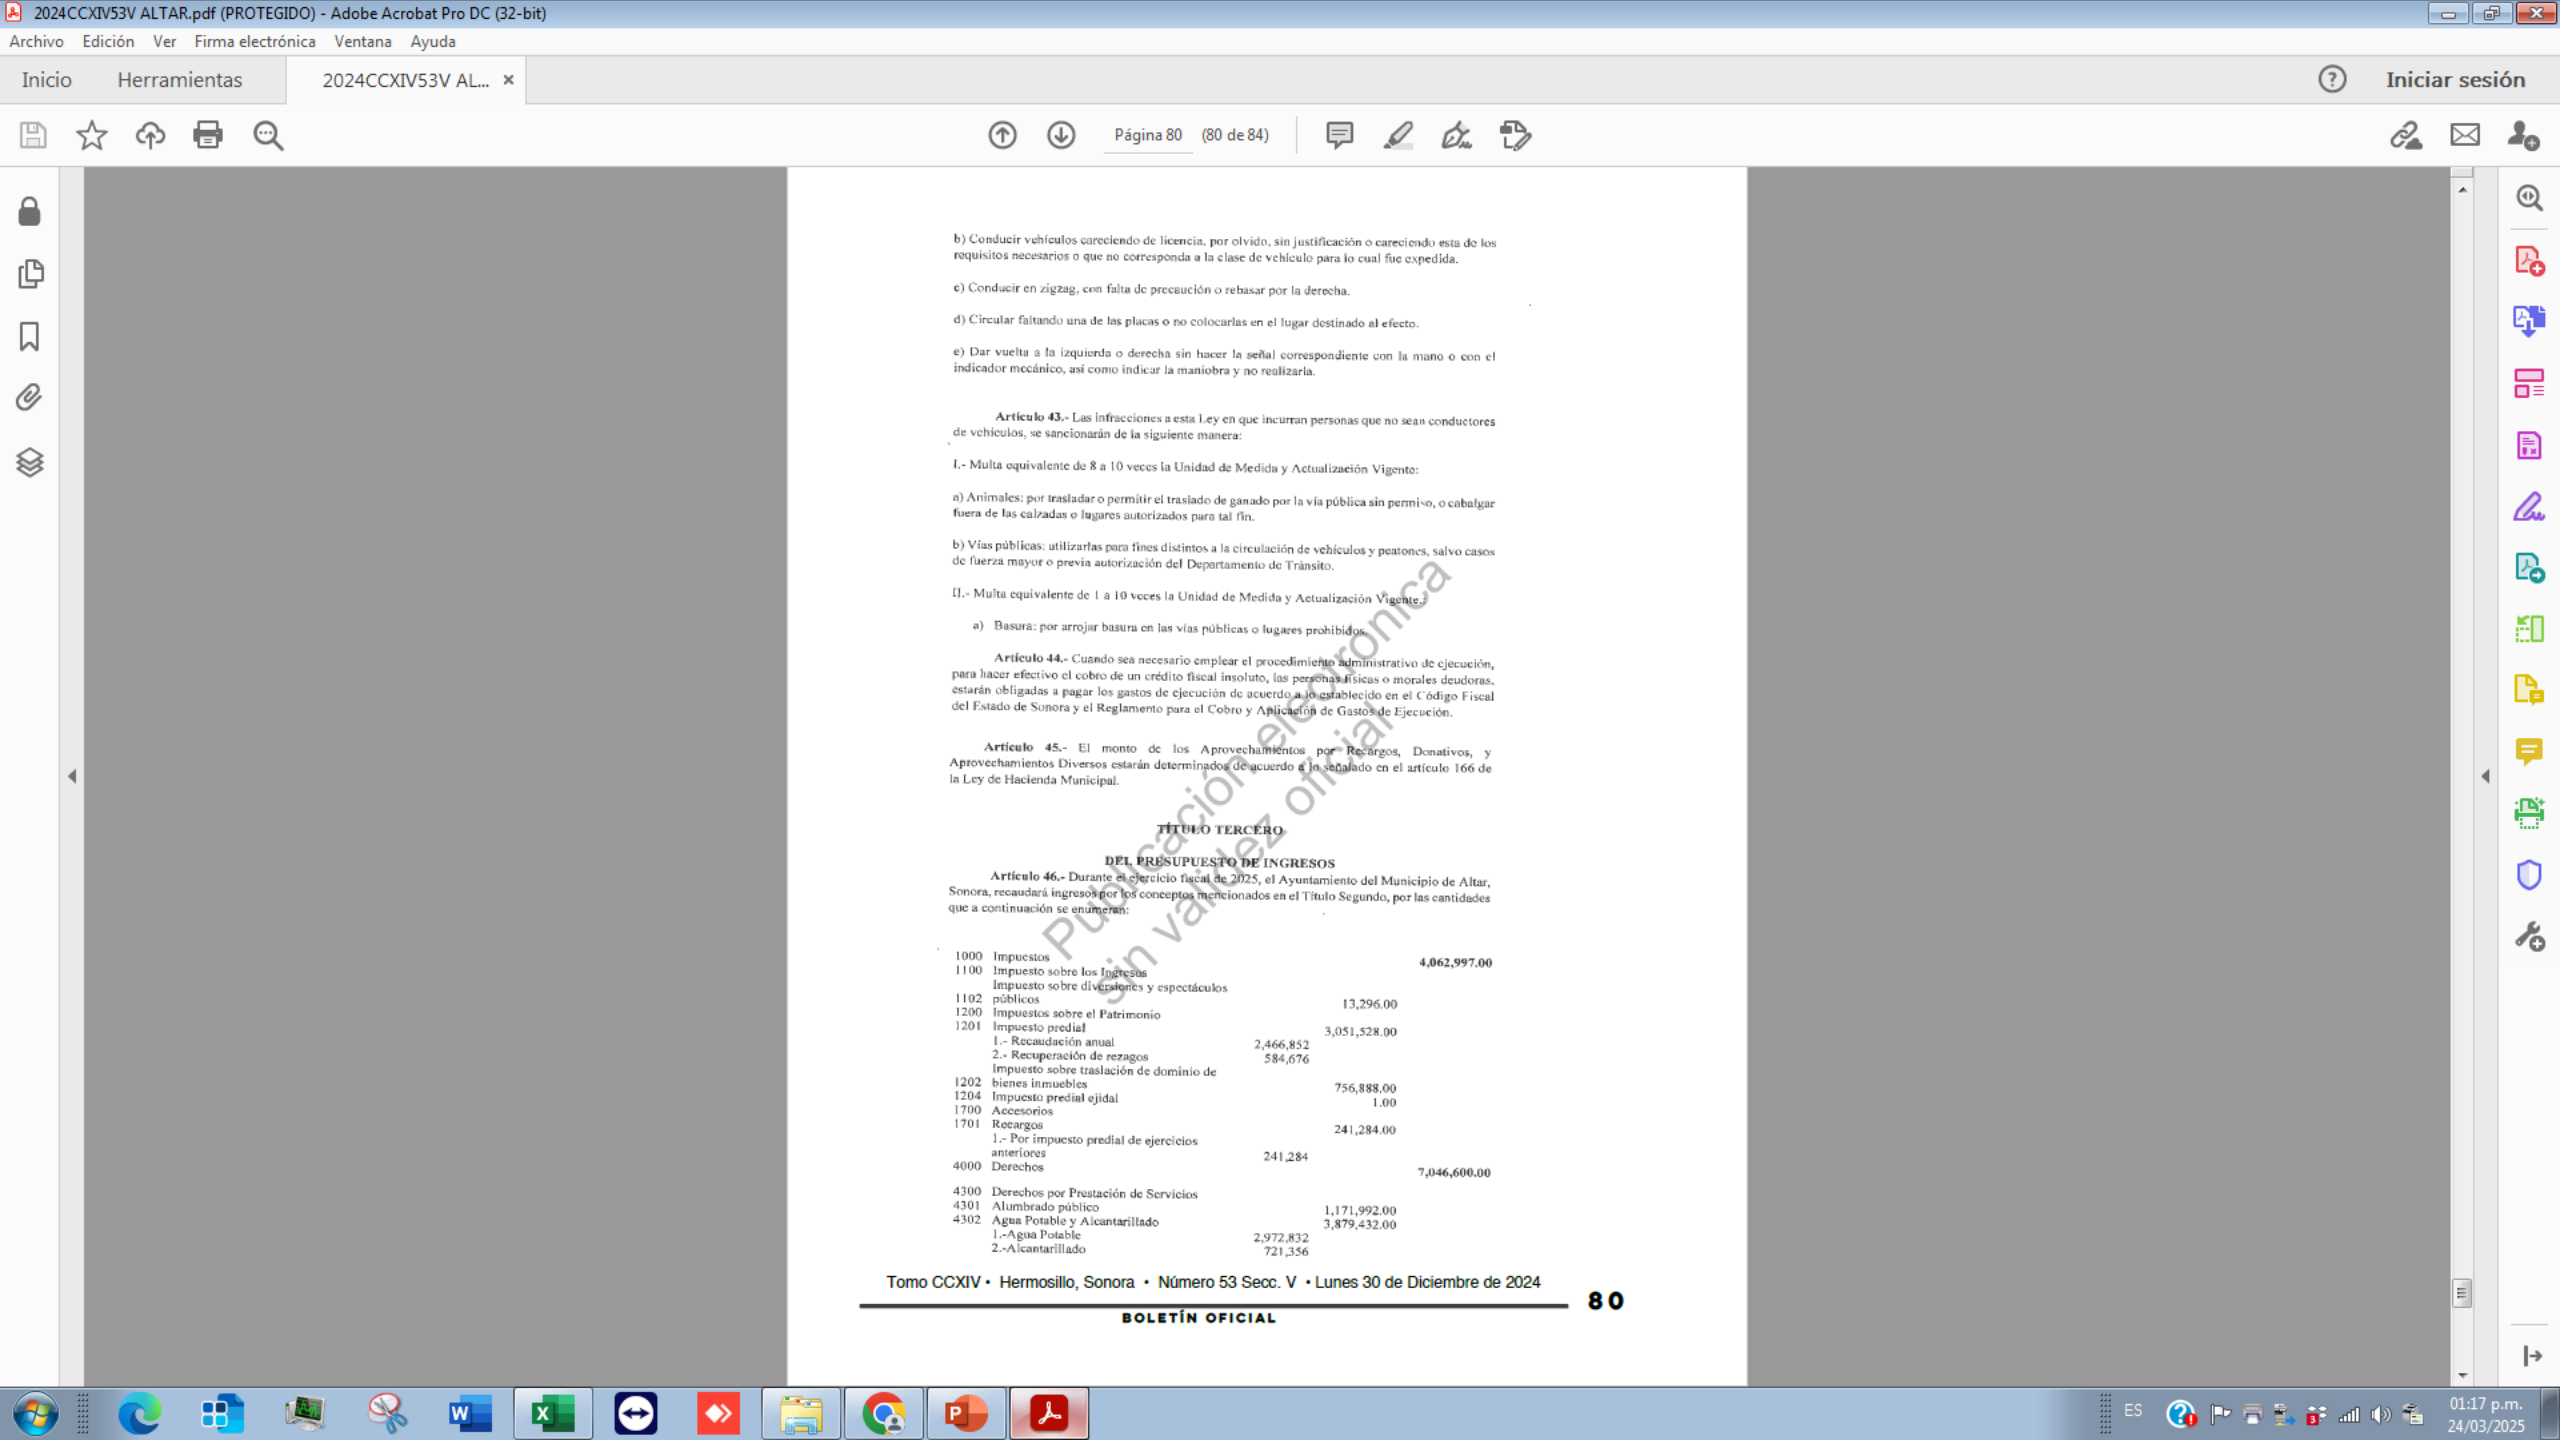 2024CCXIV53V ALTAR.pdf (PROTEGIDO) - Adobe Acrobat Pro DC (32-bit)
Archivo Edición Ver Firma electrónica Ventana Ayuda
Inicio Herramientas 2024CCXIV53V AL... × Iniciar sesión
Página 80 (80 de 84)
b) Conducir vehículos careciendo de licencia, por olvido, sin justificación o careciendo esta de los
requisitos necesarios o que no corresponda a la clase de vehículo para lo cual fue expedida.
c) Conducir en zigzag, con falta de precaución o rebasar por la derecha.
d) Circular faltando una de las placas o no colocarlas en el lugar destinado al efecto.
e) Dar vuelta a la izquierda o derecha sin hacer la señal correspondiente con la mano o con el
indicador mecánico, así como indicar la maniobra y no realizarla.
Artículo 43.- Las infracciones a esta Ley en que incurran personas que no sean conductores
de vehículos, se sancionarán de la siguiente manera:
I.- Multa equivalente de 8 a 10 veces la Unidad de Medida y Actualización Vigente:
a) Animales: por trasladar o permitir el traslado de ganado por la vía pública sin permiso, o cabalgar
fuera de las calzadas o lugares autorizados para tal fin.
b) Vías públicas: utilizarlas para fines distintos a la circulación de vehículos y peatones, salvo casos
de fuerza mayor o previa autorización del Departamento de Tránsito.
II.- Multa equivalente de 1 a 10 veces la Unidad de Medida y Actualización Vigente.:
a) Basura: por arrojar basura en las vías públicas o lugares prohibidos.
Artículo 44.- Cuando sea necesario emplear el procedimiento administrativo de ejecución,
para hacer efectivo el cobro de un crédito fiscal insoluto, las personas físicas o morales deudoras,
estarán obligadas a pagar los gastos de ejecución de acuerdo a lo establecido en el Código Fiscal
del Estado de Sonora y el Reglamento para el Cobro y Aplicación de Gastos de Ejecución.
Artículo 45.- El monto de los Aprovechamientos por Recargos, Donativos, y
Aprovechamientos Diversos estarán determinados de acuerdo a lo señalado en el artículo 166 de
la Ley de Hacienda Municipal.
TÍTULO TERCERO
DEL PRESUPUESTO DE INGRESOS
Artículo 46.- Durante el ejercicio fiscal de 2025, el Ayuntamiento del Municipio de Altar,
Sonora, recaudará ingresos por los conceptos mencionados en el Título Segundo, por las cantidades
que a continuación se enumeran:
Publicación electrónica
sin validez oficial
1000 Impuestos 4,062,997.00
1100 Impuesto sobre los Ingresos
Impuesto sobre diversiones y espectáculos
1102 públicos 13,296.00
1200 Impuestos sobre el Patrimonio
1201 Impuesto predial 3,051,528.00
1.- Recaudación anual 2,466,852
2.- Recuperación de rezagos 584,676
Impuesto sobre traslación de dominio de
1202 bienes inmuebles 756,888.00
1204 Impuesto predial ejidal 1.00
1700 Accesorios
1701 Recargos 241,284.00
1.- Por impuesto predial de ejercicios
anteriores 241,284
4000 Derechos 7,046,600.00
4300 Derechos por Prestación de Servicios
4301 Alumbrado público 1,171,992.00
4302 Agua Potable y Alcantarillado 3,879,432.00
1.-Agua Potable 2,972,832
2.-Alcantarillado 721,356
Tomo CCXIV • Hermosillo, Sonora • Número 53 Secc. V • Lunes 30 de Diciembre de 2024
80
BOLETÍN OFICIAL
ES
01:17 p.m.
24/03/2025